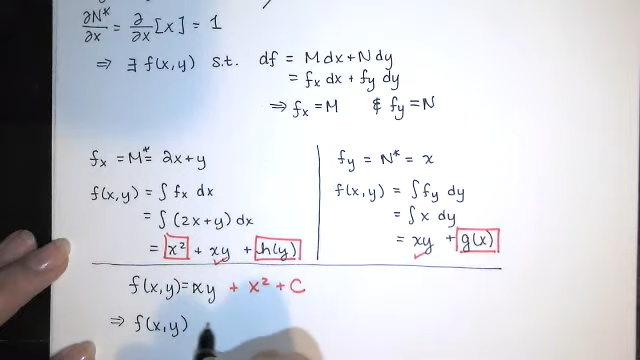 ∂N*/∂x = ∂/∂x [x] = 1
⇒ ∃ f(x,y) s.t. df = M dx + N dy
= fx dx + fy dy
⇒ fx = M & fy = N
fx = M* = 2x+y
f(x,y) = ∫ fx dx
= ∫ (2x+y) dx
= x² + xy + h(y)
fy = N* = x
f(x,y) = ∫ fy dy
= ∫ x dy
= xy + g(x)
f(x,y) = xy + x² + C
⇒ f(x,y)